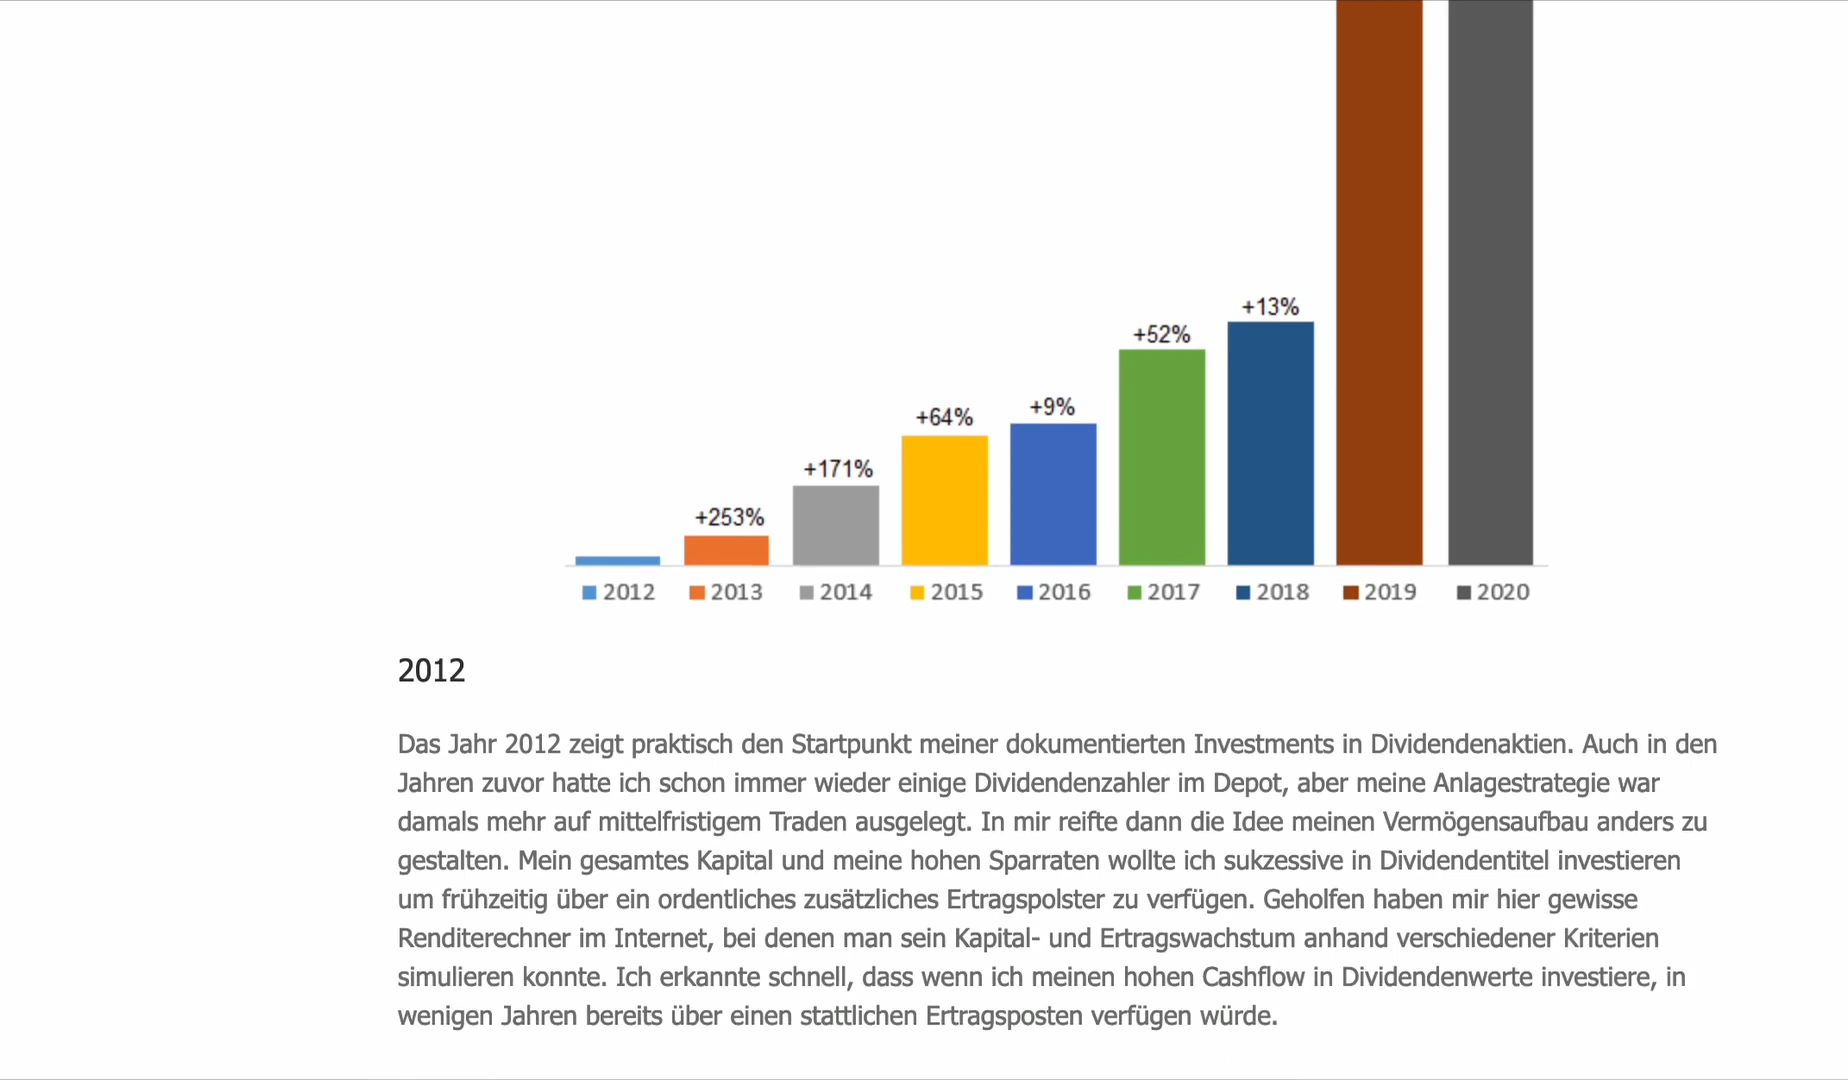 +13%
+52%
+9%
+64%
+171%
+253%
2012 2013 2014 2015 2016 2017 2018 2019 2020
2012
Das Jahr 2012 zeigt praktisch den Startpunkt meiner dokumentierten Investments in Dividendenaktien. Auch in den
Jahren zuvor hatte ich schon immer wieder einige Dividendenzahler im Depot, aber meine Anlagestrategie war
damals mehr auf mittelfristigem Traden ausgelegt. In mir reifte dann die Idee meinen Vermögensaufbau anders zu
gestalten. Mein gesamtes Kapital und meine hohen Sparraten wollte ich sukzessive in Dividendentitel investieren
um frühzeitig über ein ordentliches zusätzliches Ertragspolster zu verfügen. Geholfen haben mir hier gewisse
Renditerechner im Internet, bei denen man sein Kapital- und Ertragswachstum anhand verschiedener Kriterien
simulieren konnte. Ich erkannte schnell, dass wenn ich meinen hohen Cashflow in Dividendenwerte investiere, in
wenigen Jahren bereits über einen stattlichen Ertragsposten verfügen würde.